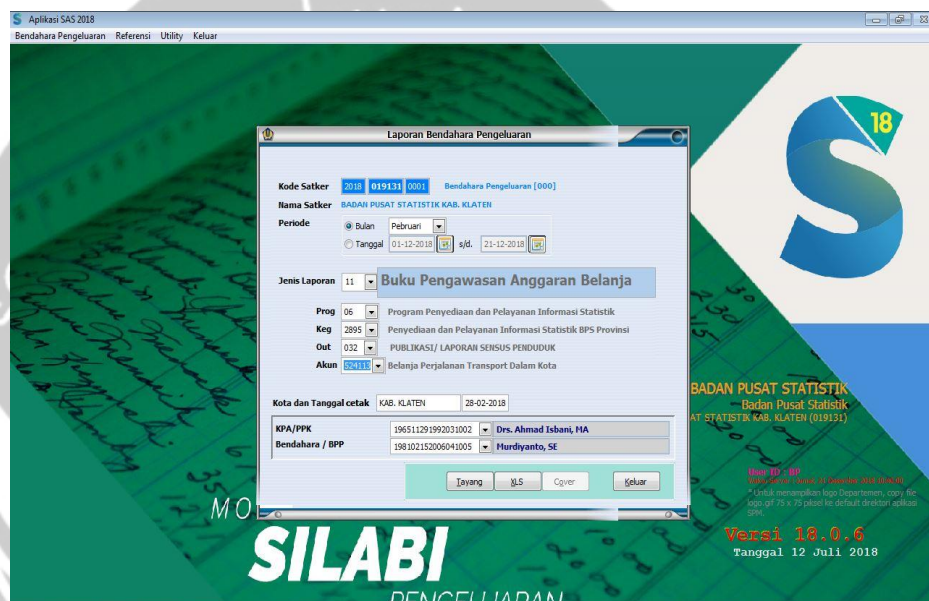 Aplikasi SAS 2018
Bendahara Pengeluaran Referensi Utility Keluar
18
Laporan Bendahara Pengeluaran
Kode Satker 2018 019131 0001 Bendahara Pengeluaran [000]
Nama Satker BADAN PUSAT STATISTIK KAB. KLATEN
Periode Bulan Pebruari
Tanggal 01-12-2018 s/d. 21-12-2018
Jenis Laporan 11 Buku Pengawasan Anggaran Belanja
Prog 06 Program Penyediaan dan Pelayanan Informasi Statistik
Keg 2895 Penyediaan dan Pelayanan Informasi Statistik BPS Provinsi
Out 032 PUBLIKASI/ LAPORAN SENSUS PENDUDUK
Akun 524113 Belanja Perjalanan Transport Dalam Kota
Kota dan Tanggal cetak KAB. KLATEN 28-02-2018
KPA/PPK 196511291992031002 Drs. Ahmad Isbani, MA
Bendahara / BPP 198102152006041005 Murdiyanto, SE
Tayang XLS Cover Keluar
BADAN PUSAT STATISTIK
Badan Pusat Statistik
AT STATISTIK KAB. KLATEN (019131)
User ID : BP
* Untuk menampilkan logo Departemen, copy file
logo.gif 75 x 75 piksel ke default direktori aplikasi
SPM.
Versi 18.0.6
Tanggal 12 Juli 2018
MO
SILABI
PENGELUARAN